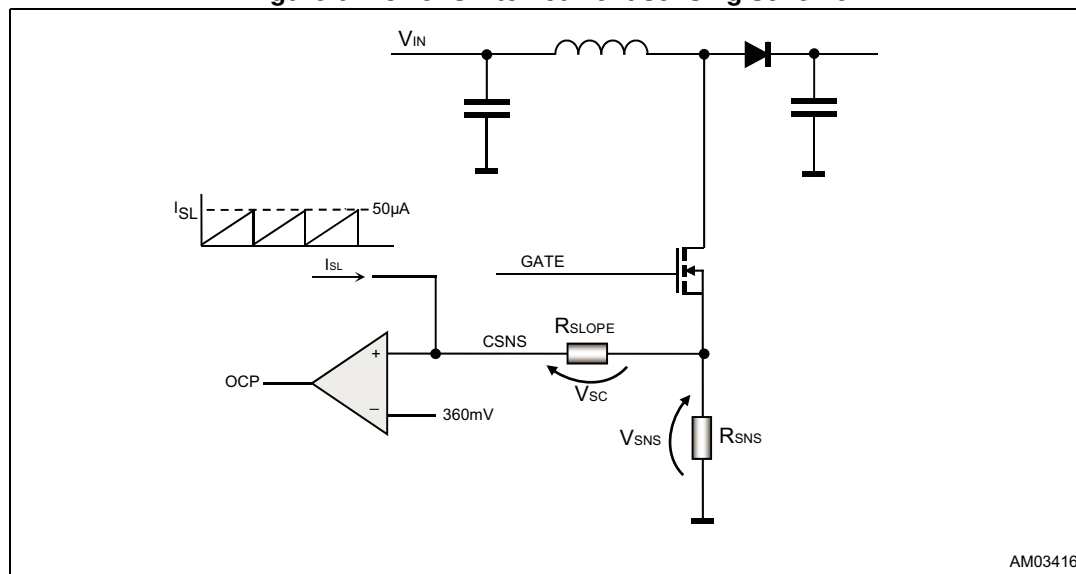 VIN
ISL
50µA
ISL
GATE
RSLOPE
CSNS
+
OCP
VSC
–
360mV
VSNS
RSNS
AM03416